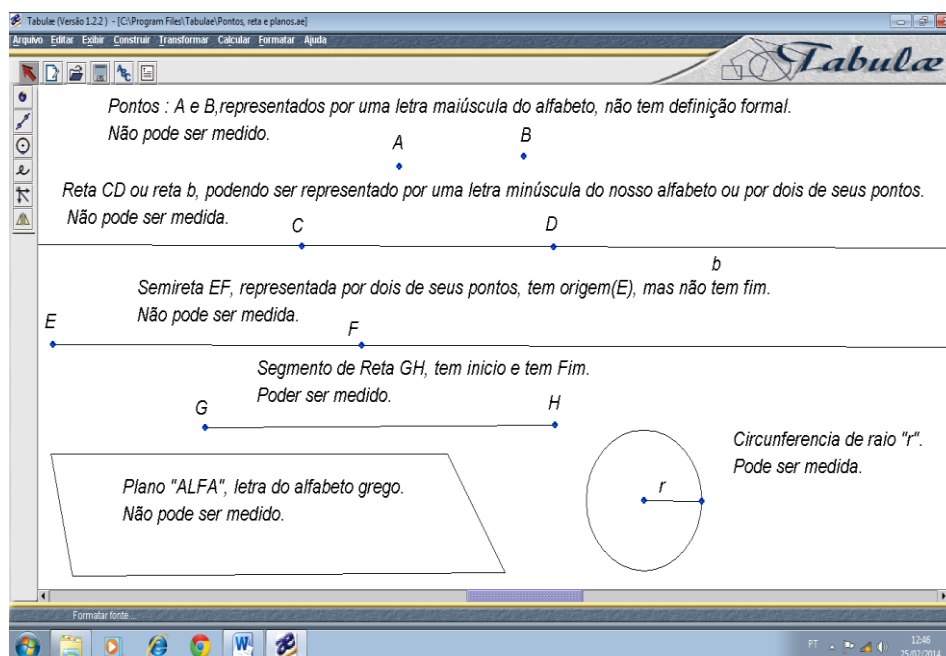 Tabulæ (Versão 1.2.2 ) - [C:\Program Files\Tabulae\Pontos, reta e planos.ae]
Arquivo Editar Exibir Construir Transformar Calcular Formatar Ajuda
Tabulæ
ABC
Pontos : A e B,representados por uma letra maiúscula do alfabeto, não tem definição formal.
Não pode ser medido.
A
B
Reta CD ou reta b, podendo ser representado por uma letra minúscula do nosso alfabeto ou por dois de seus pontos.
Não pode ser medida.
C
D
b
Semireta EF, representada por dois de seus pontos, tem origem(E), mas não tem fim.
Não pode ser medida.
E
F
Segmento de Reta GH, tem inicio e tem Fim.
Poder ser medido.
G
H
Circunferencia de raio "r".
Pode ser medida.
r
Plano "ALFA", letra do alfabeto grego.
Não pode ser medido.
Formatar fonte...
PT
12:46
25/02/2014